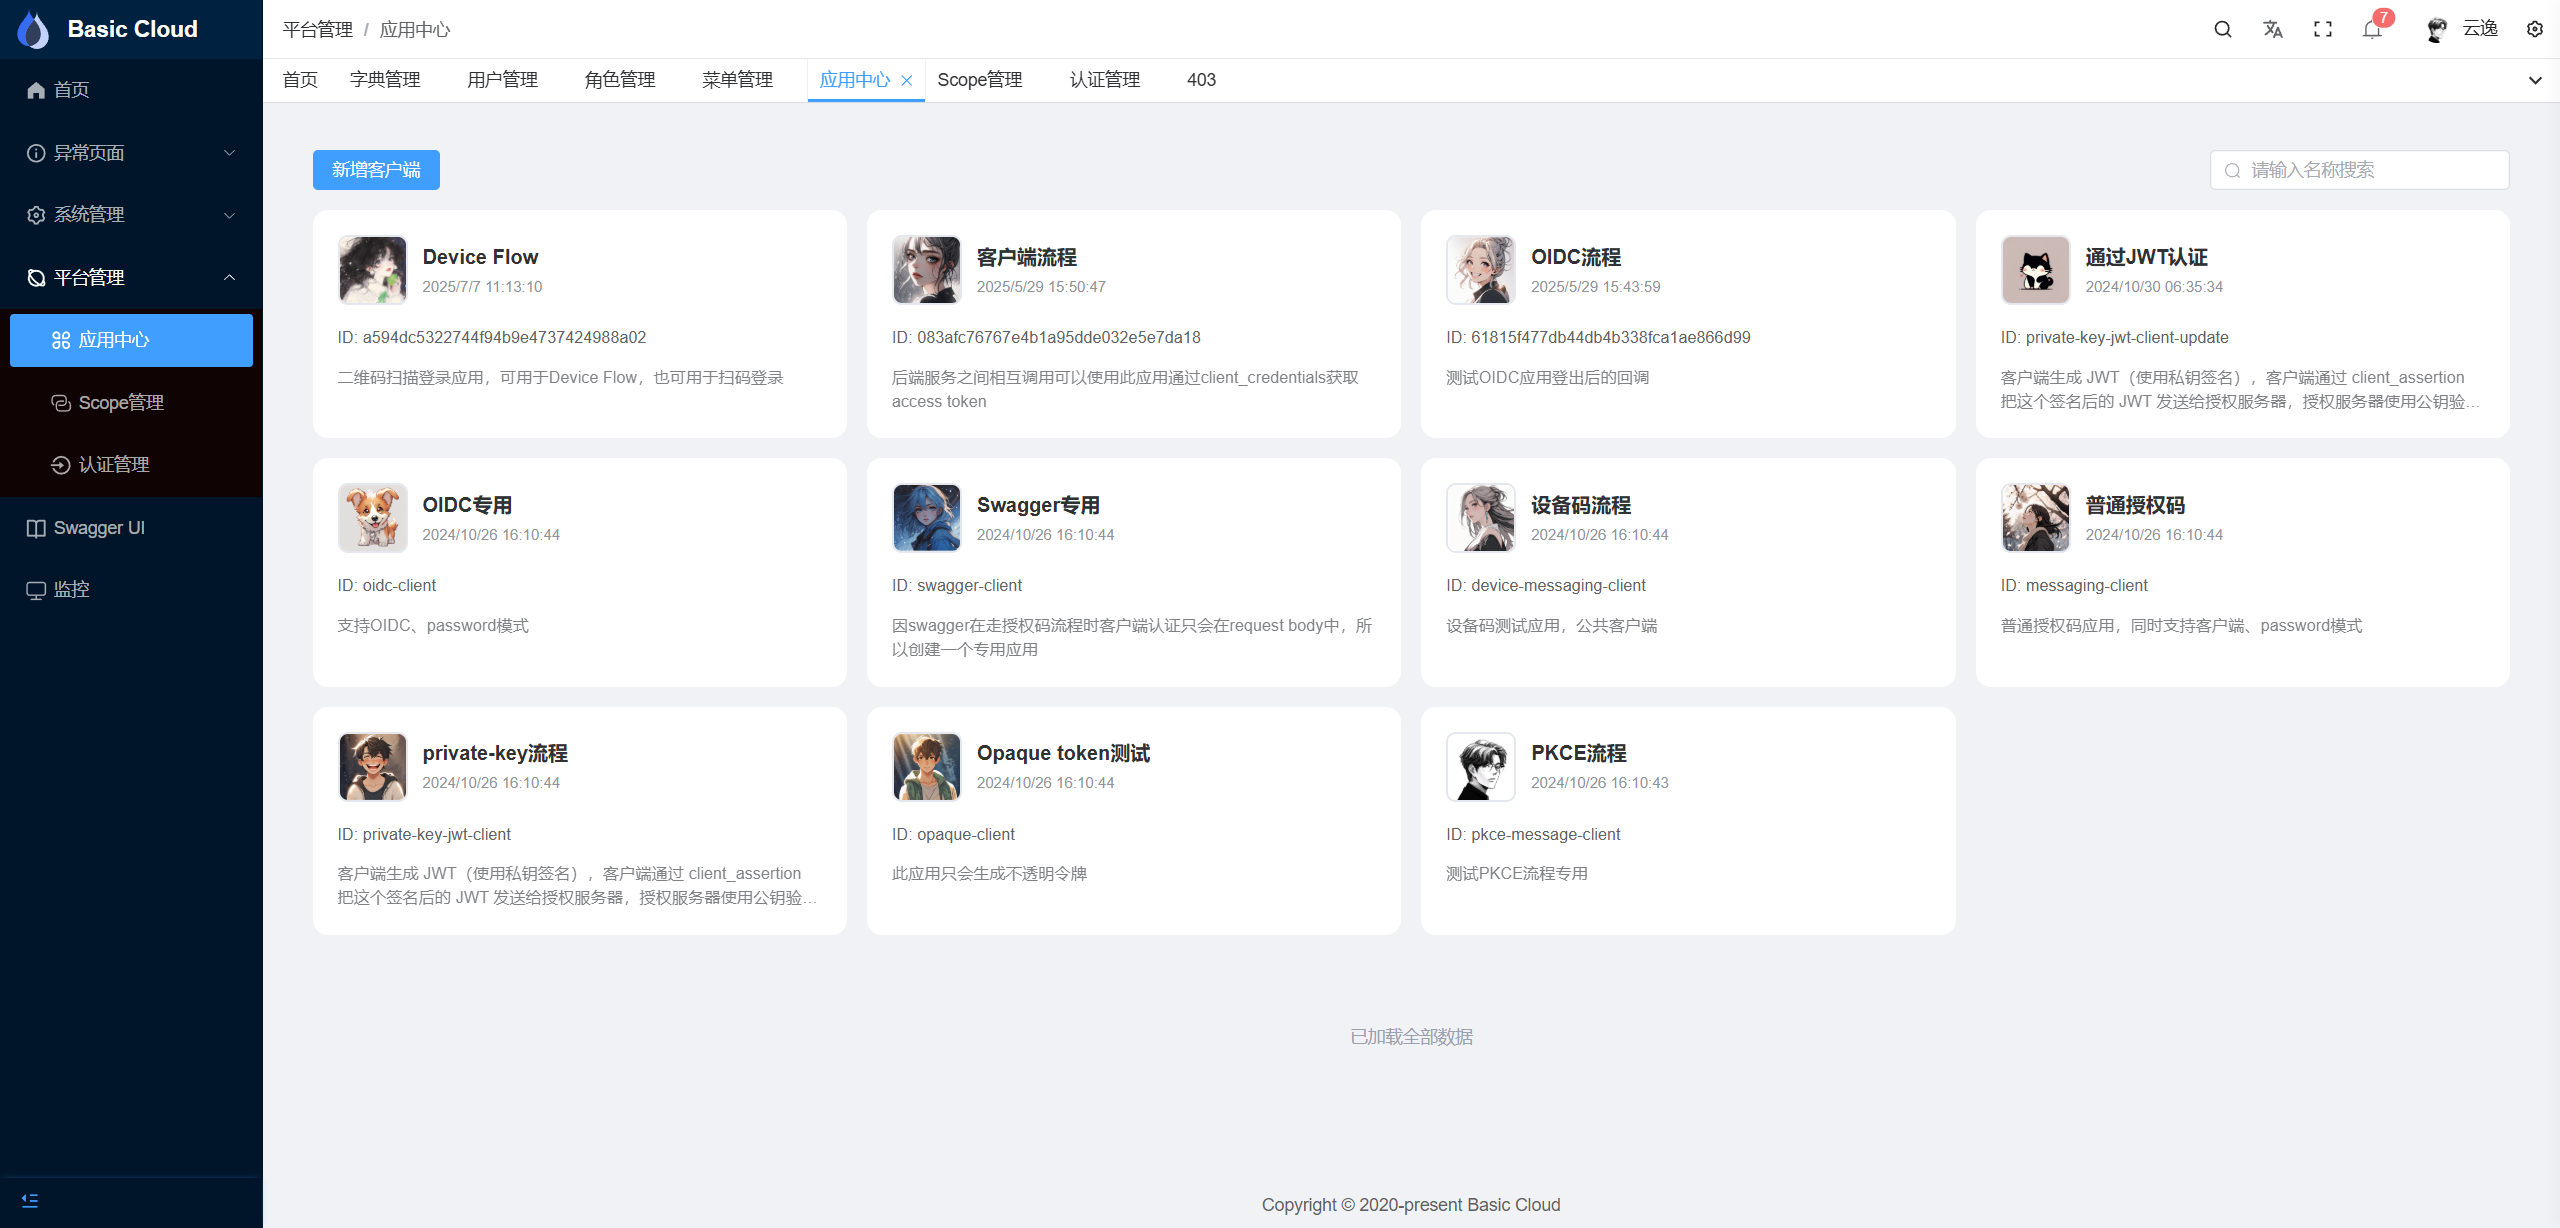 Basic Cloud
首页
异常页面
系统管理
平台管理
应用中心
Scope管理
认证管理
Swagger UI
监控
平台管理 / 应用中心
7
云逸
首页 字典管理 用户管理 角色管理 菜单管理 应用中心 Scope管理 认证管理 403
新增客户端
请输入名称搜索
Device Flow
2025/7/7 11:13:10
ID: a594dc5322744f94b9e4737424988a02
二维码扫描登录应用，可用于Device Flow，也可用于扫码登录
客户端流程
2025/5/29 15:50:47
ID: 083afc76767e4b1a95dde032e5e7da18
后端服务之间相互调用可以使用此应用通过client_credentials获取
access token
OIDC流程
2025/5/29 15:43:59
ID: 61815f477db44db4b338fca1ae866d99
测试OIDC应用登出后的回调
通过JWT认证
2024/10/30 06:35:34
ID: private-key-jwt-client-update
客户端生成 JWT（使用私钥签名），客户端通过 client_assertion
把这个签名后的 JWT 发送给授权服务器，授权服务器使用公钥验...
OIDC专用
2024/10/26 16:10:44
ID: oidc-client
支持OIDC、password模式
Swagger专用
2024/10/26 16:10:44
ID: swagger-client
因swagger在走授权码流程时客户端认证只会在request body中，所
以创建一个专用应用
设备码流程
2024/10/26 16:10:44
ID: device-messaging-client
设备码测试应用，公共客户端
普通授权码
2024/10/26 16:10:44
ID: messaging-client
普通授权码应用，同时支持客户端、password模式
private-key流程
2024/10/26 16:10:44
ID: private-key-jwt-client
客户端生成 JWT（使用私钥签名），客户端通过 client_assertion
把这个签名后的 JWT 发送给授权服务器，授权服务器使用公钥验...
Opaque token测试
2024/10/26 16:10:44
ID: opaque-client
此应用只会生成不透明令牌
PKCE流程
2024/10/26 16:10:43
ID: pkce-message-client
测试PKCE流程专用
已加载全部数据
Copyright © 2020-present Basic Cloud